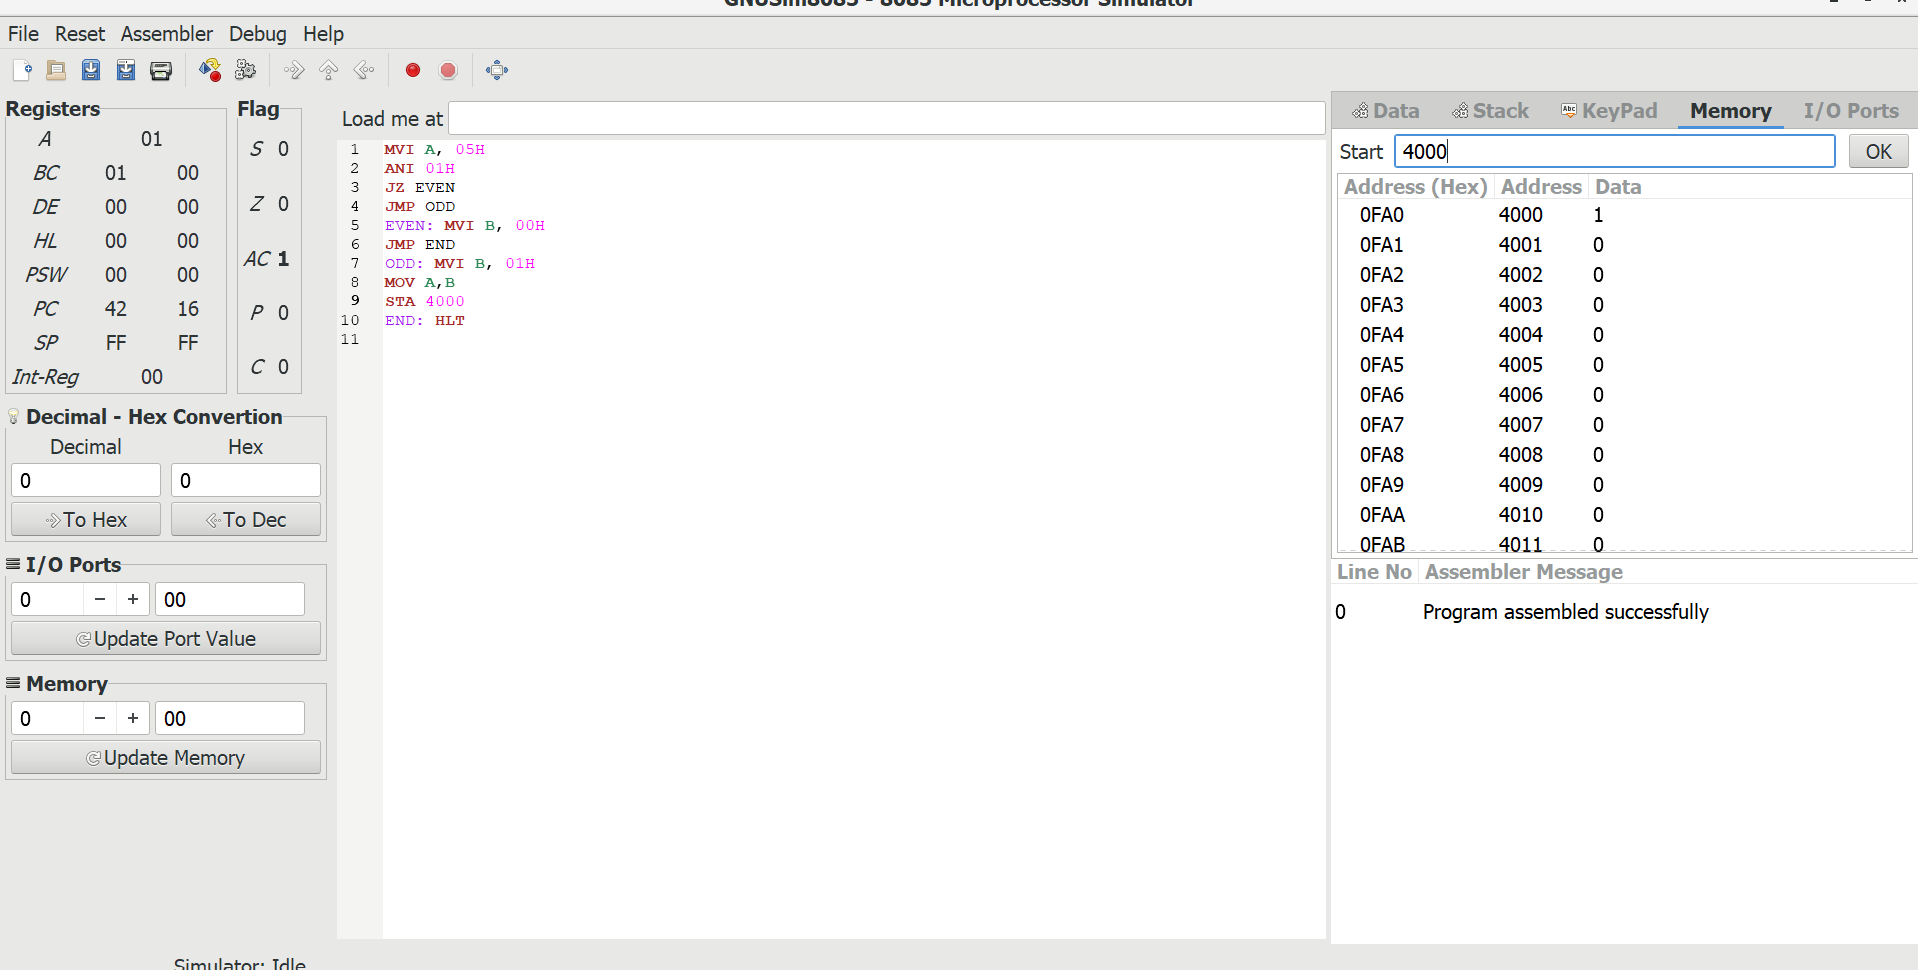 GNUSim8085 - 8085 Microprocessor Simulator
File Reset Assembler Debug Help
Registers
A 01
BC 01 00
DE 00 00
HL 00 00
PSW 00 00
PC 42 16
SP FF FF
Int-Reg 00
Flag
S 0
Z 0
AC 1
P 0
C 0
Decimal - Hex Convertion
Decimal Hex
0 0
To Hex To Dec
I/O Ports
0 - + 00
Update Port Value
Memory
0 - + 00
Update Memory
Load me at
1 MVI A, 05H
2 ANI 01H
3 JZ EVEN
4 JMP ODD
5 EVEN: MVI B, 00H
6 JMP END
7 ODD: MVI B, 01H
8 MOV A,B
9 STA 4000
10 END: HLT
11
Data Stack Abc KeyPad Memory I/O Ports
Start 4000 OK
Address (Hex) Address Data
0FA0 4000 1
0FA1 4001 0
0FA2 4002 0
0FA3 4003 0
0FA4 4004 0
0FA5 4005 0
0FA6 4006 0
0FA7 4007 0
0FA8 4008 0
0FA9 4009 0
0FAA 4010 0
0FAB 4011 0
Line No Assembler Message
0 Program assembled successfully
Simulator: Idle